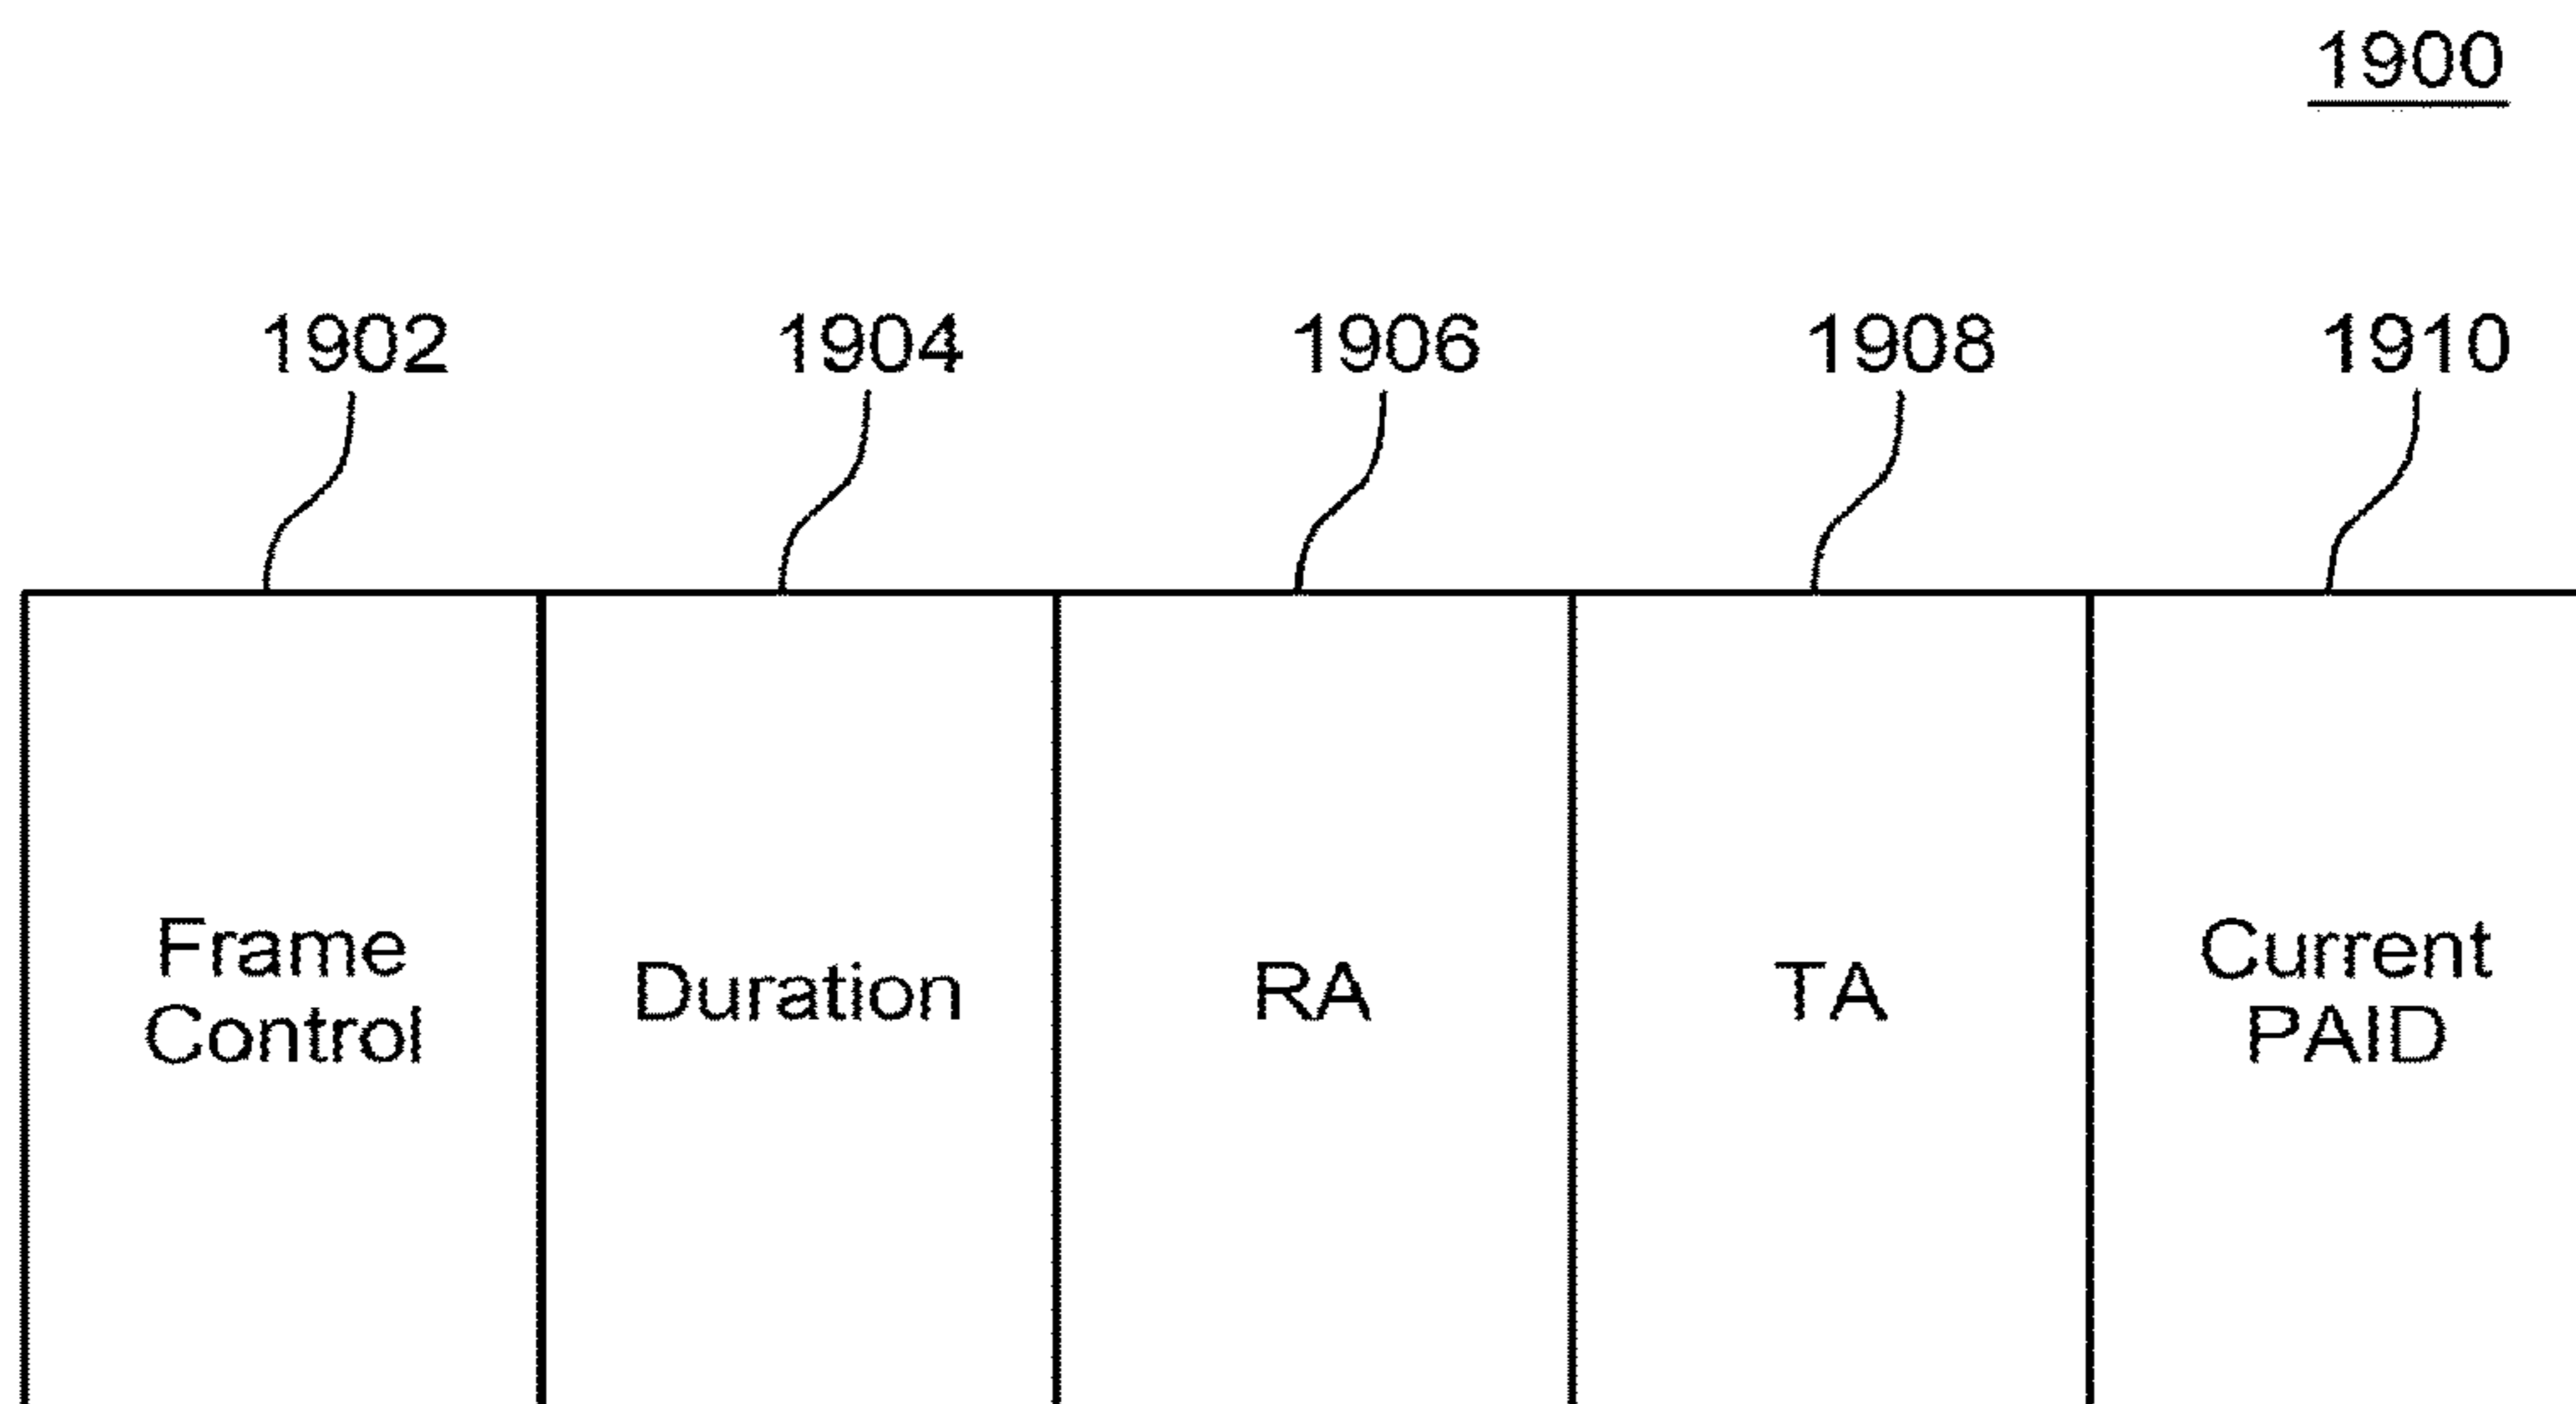 1900
1902 1904 1906 1908 1910
Frame
Control
Duration
RA
TA
Current
PAID